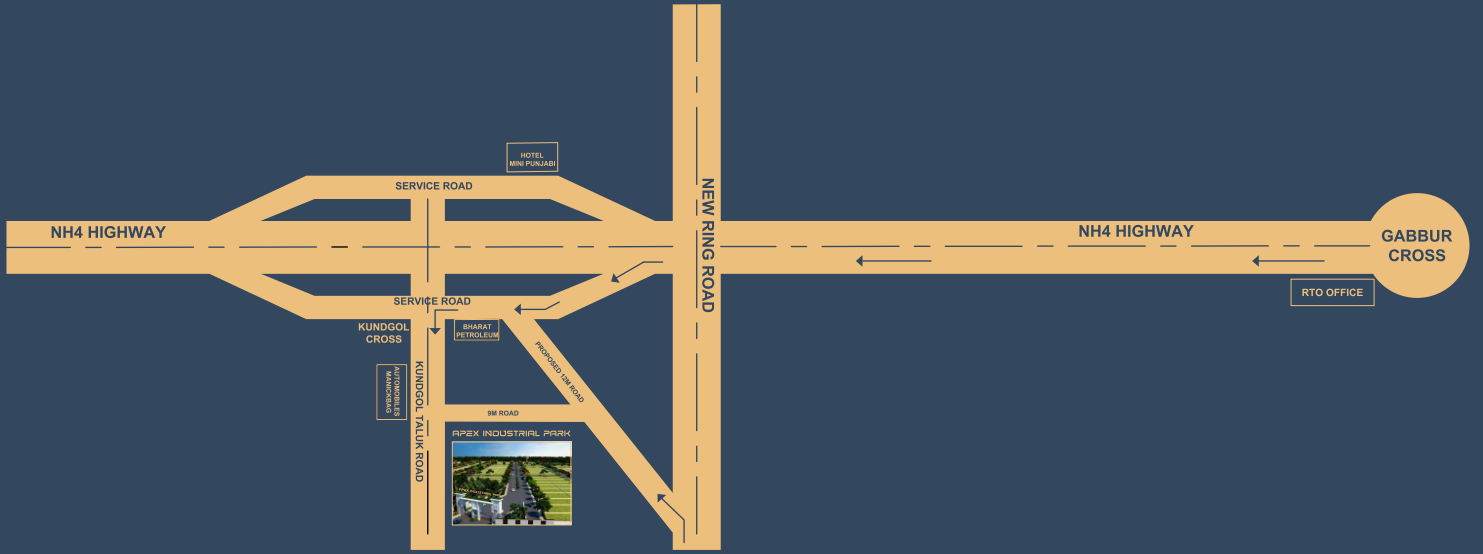 HOTEL
MINI PUNJABI
SERVICE ROAD
NH4 HIGHWAY
NEW RING ROAD
NH4 HIGHWAY
GABBUR
CROSS
RTO OFFICE
SERVICE ROAD
KUNDGOL
CROSS
BHARAT
PETROLEUM
PROPOSED 12M ROAD
AUTOMOBILES
MANICKBAG
KUNDGOL TALUK ROAD
9M ROAD
APEX INDUSTRIAL PARK